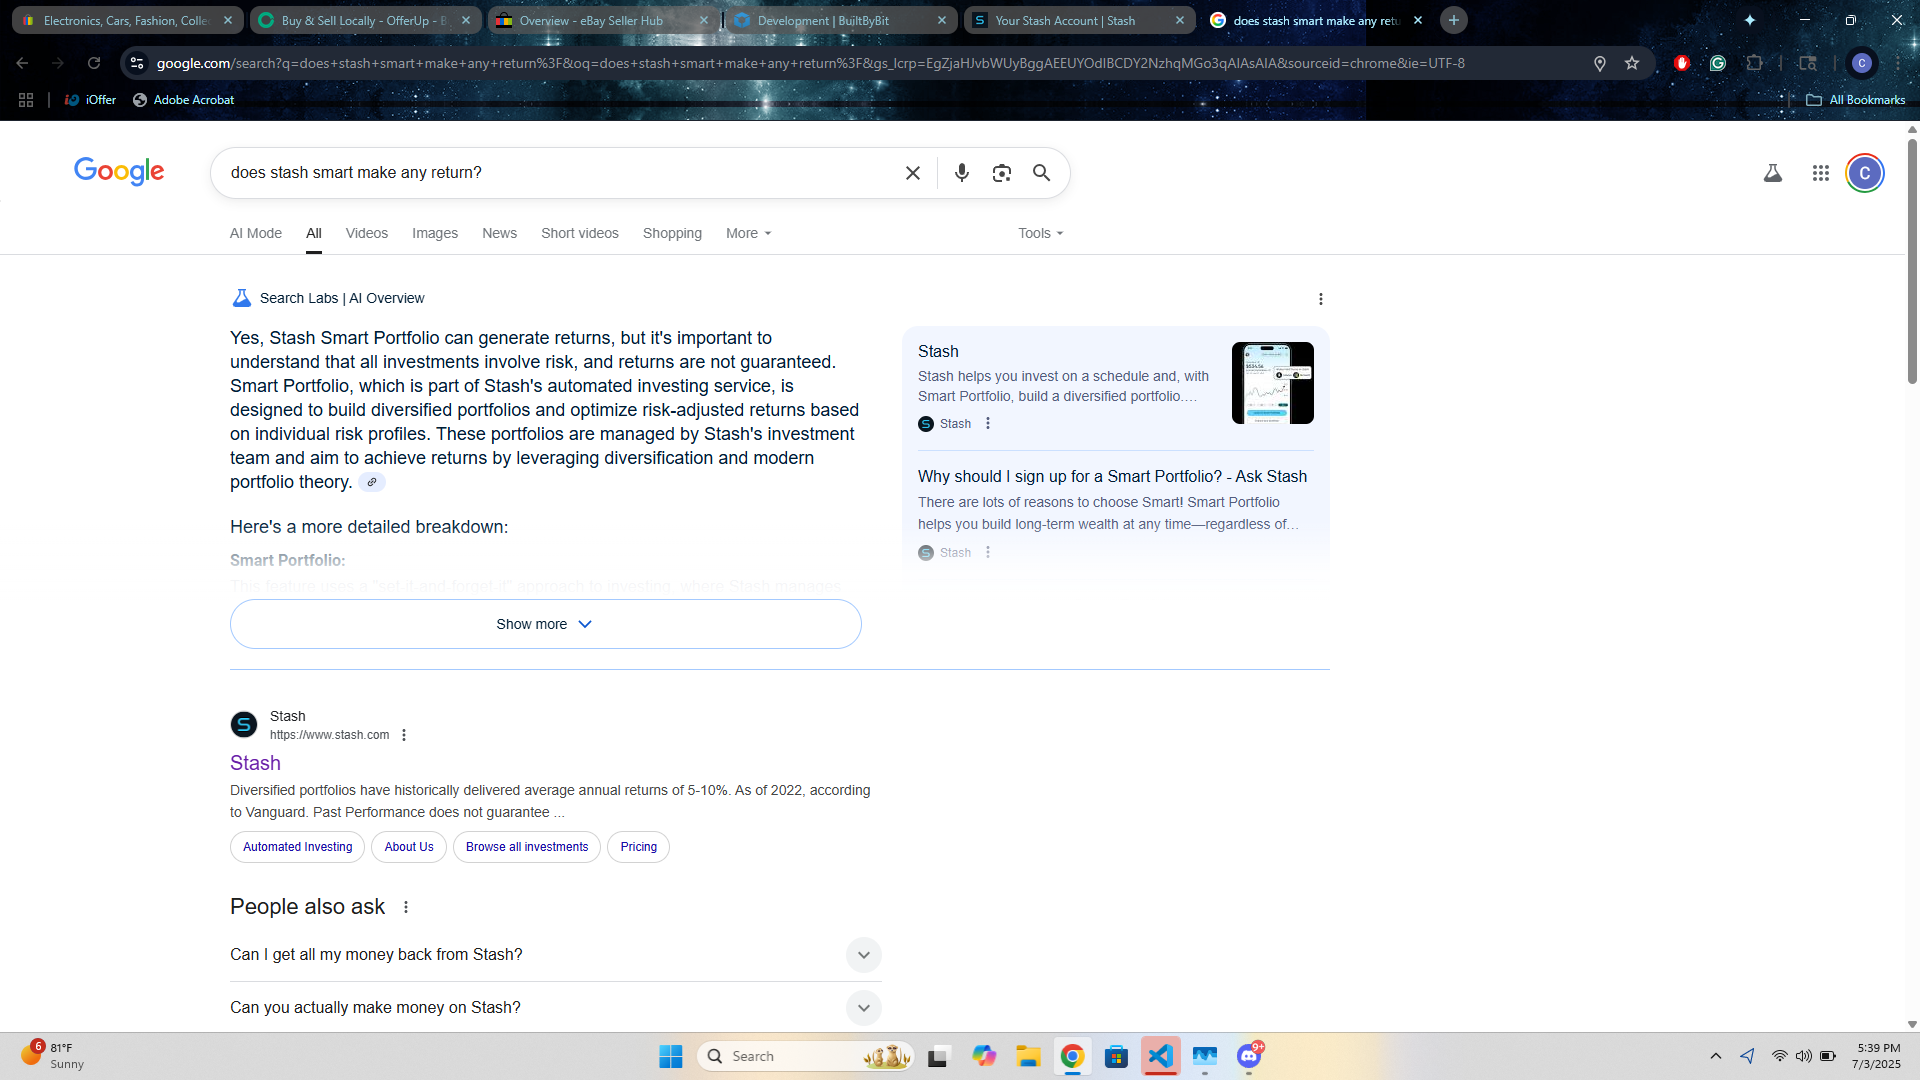 Electronics, Cars, Fashion, Colle
Buy & Sell Locally - OfferUp - B
Overview - eBay Seller Hub
Development | BuiltByBit
Your Stash Account | Stash
does stash smart make any retu
google.com/search?q=does+stash+smart+make+any+return%3F&oq=does+stash+smart+make+any+return%3F&gs_lcrp=EgZjaHJvbWUyBggAEEUYOdIBCDY2NzhqMGo3qAIAsAIA&sourceid=chrome&ie=UTF-8
C
iOffer
Adobe Acrobat
All Bookmarks
Google
does stash smart make any return?
C
AI Mode
All
Videos
Images
News
Short videos
Shopping
More
Tools
Search Labs | AI Overview
Yes, Stash Smart Portfolio can generate returns, but it's important to
understand that all investments involve risk, and returns are not guaranteed.
Smart Portfolio, which is part of Stash's automated investing service, is
designed to build diversified portfolios and optimize risk-adjusted returns based
on individual risk profiles. These portfolios are managed by Stash's investment
team and aim to achieve returns by leveraging diversification and modern
portfolio theory.
Here's a more detailed breakdown:
Smart Portfolio:
This feature uses a "set-it-and-forget-it" approach to investing, where Stash manages
Show more
Stash
Stash helps you invest on a schedule and, with
Smart Portfolio, build a diversified portfolio....
Stash
Why should I sign up for a Smart Portfolio? - Ask Stash
There are lots of reasons to choose Smart! Smart Portfolio
helps you build long-term wealth at any time—regardless of...
Stash
Stash
https://www.stash.com
Stash
Diversified portfolios have historically delivered average annual returns of 5-10%. As of 2022, according
to Vanguard. Past Performance does not guarantee ...
Automated Investing
About Us
Browse all investments
Pricing
People also ask
Can I get all my money back from Stash?
Can you actually make money on Stash?
6
81°F
Sunny
Search
9+
5:39 PM
7/3/2025